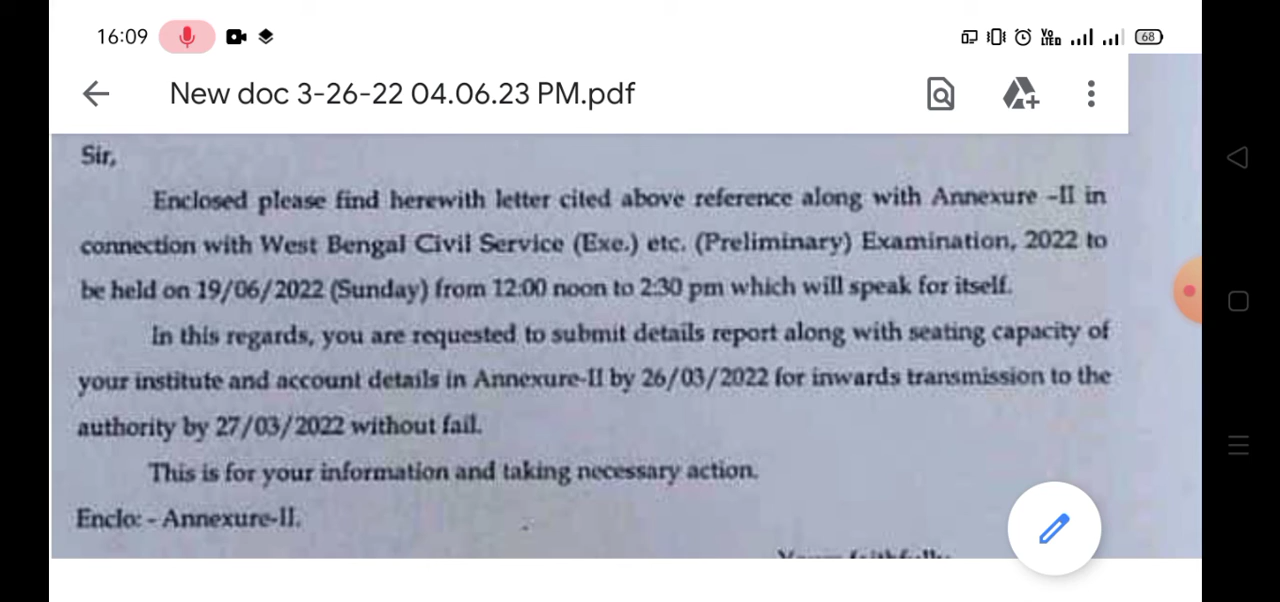 16:09
Vo LTED
68
New doc 3-26-22 04.06.23 PM.pdf
Sir,
Enclosed please find herewith letter cited above reference along with Annexure -II in
connection with West Bengal Civil Service (Exe.) etc. (Preliminary) Examination, 2022 to
be held on 19/06/2022 (Sunday) from 12:00 noon to 2:30 pm which will speak for itself.
In this regards, you are requested to submit details report along with seating capacity of
your institute and account details in Annexure-II by 26/03/2022 for inwards transmission to the
authority by 27/03/2022 without fail.
This is for your information and taking necessary action.
Enclo: - Annexure-II.